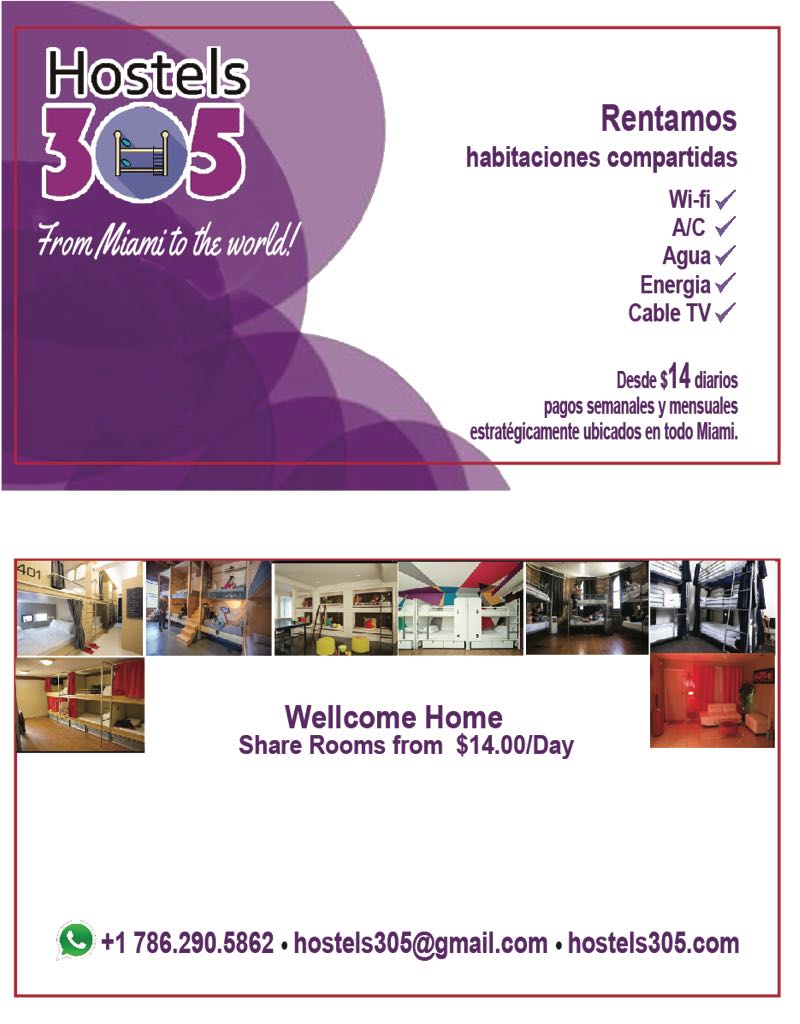 Hostels
305
From Miami to the world!
Rentamos
habitaciones compartidas
Wi-fi
A/C
Agua
Energia
Cable TV
Desde $14 diarios
pagos semanales y mensuales
estratégicamente ubicados en todo Miami.
401
Wellcome Home
Share Rooms from $14.00/Day
+1 786.290.5862 • hostels305@gmail.com • hostels305.com